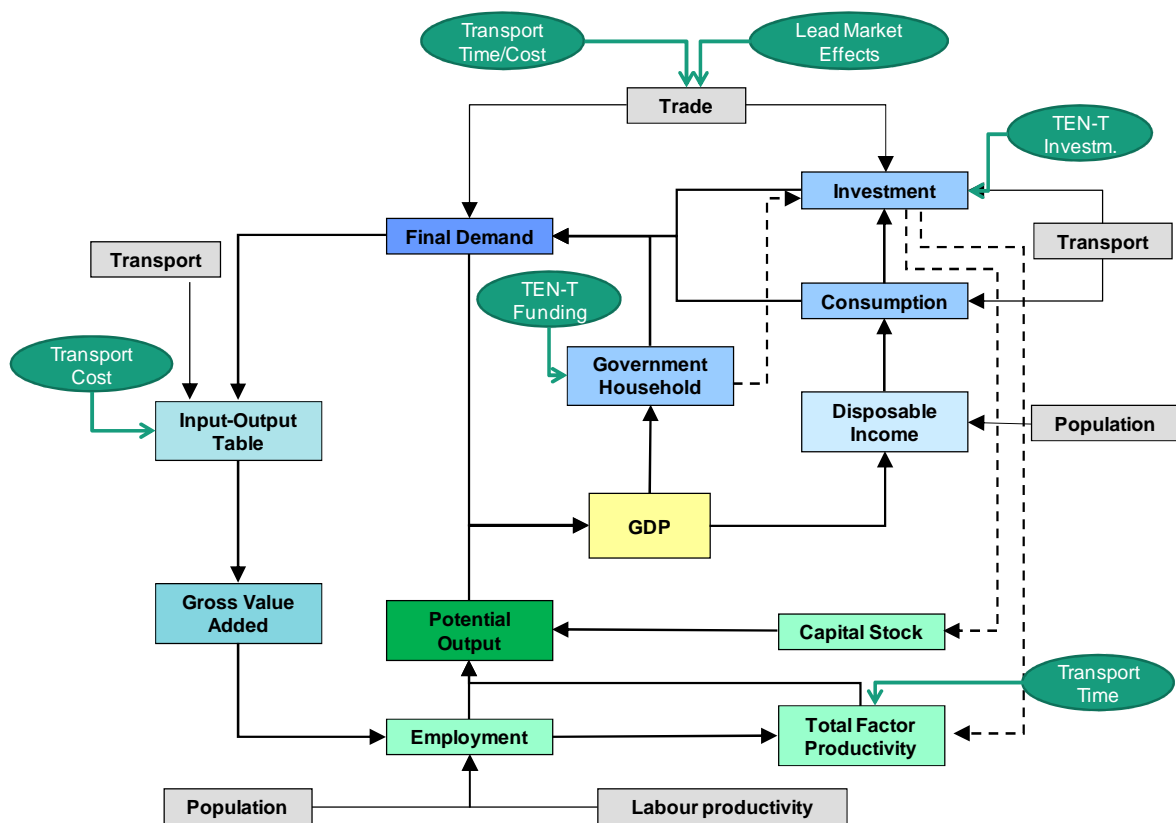 Transport
Time/Cost
Lead Market
Effects
Trade
TEN-T
Investm.
Investment
Final Demand
Transport
Transport
TEN-T
Funding
Consumption
Transport
Cost
Government
Household
Input-Output
Table
Disposable
Income
Population
GDP
Gross Value
Added
Potential
Output
Capital Stock
Transport
Time
Employment
Total Factor
Productivity
Population
Labour productivity